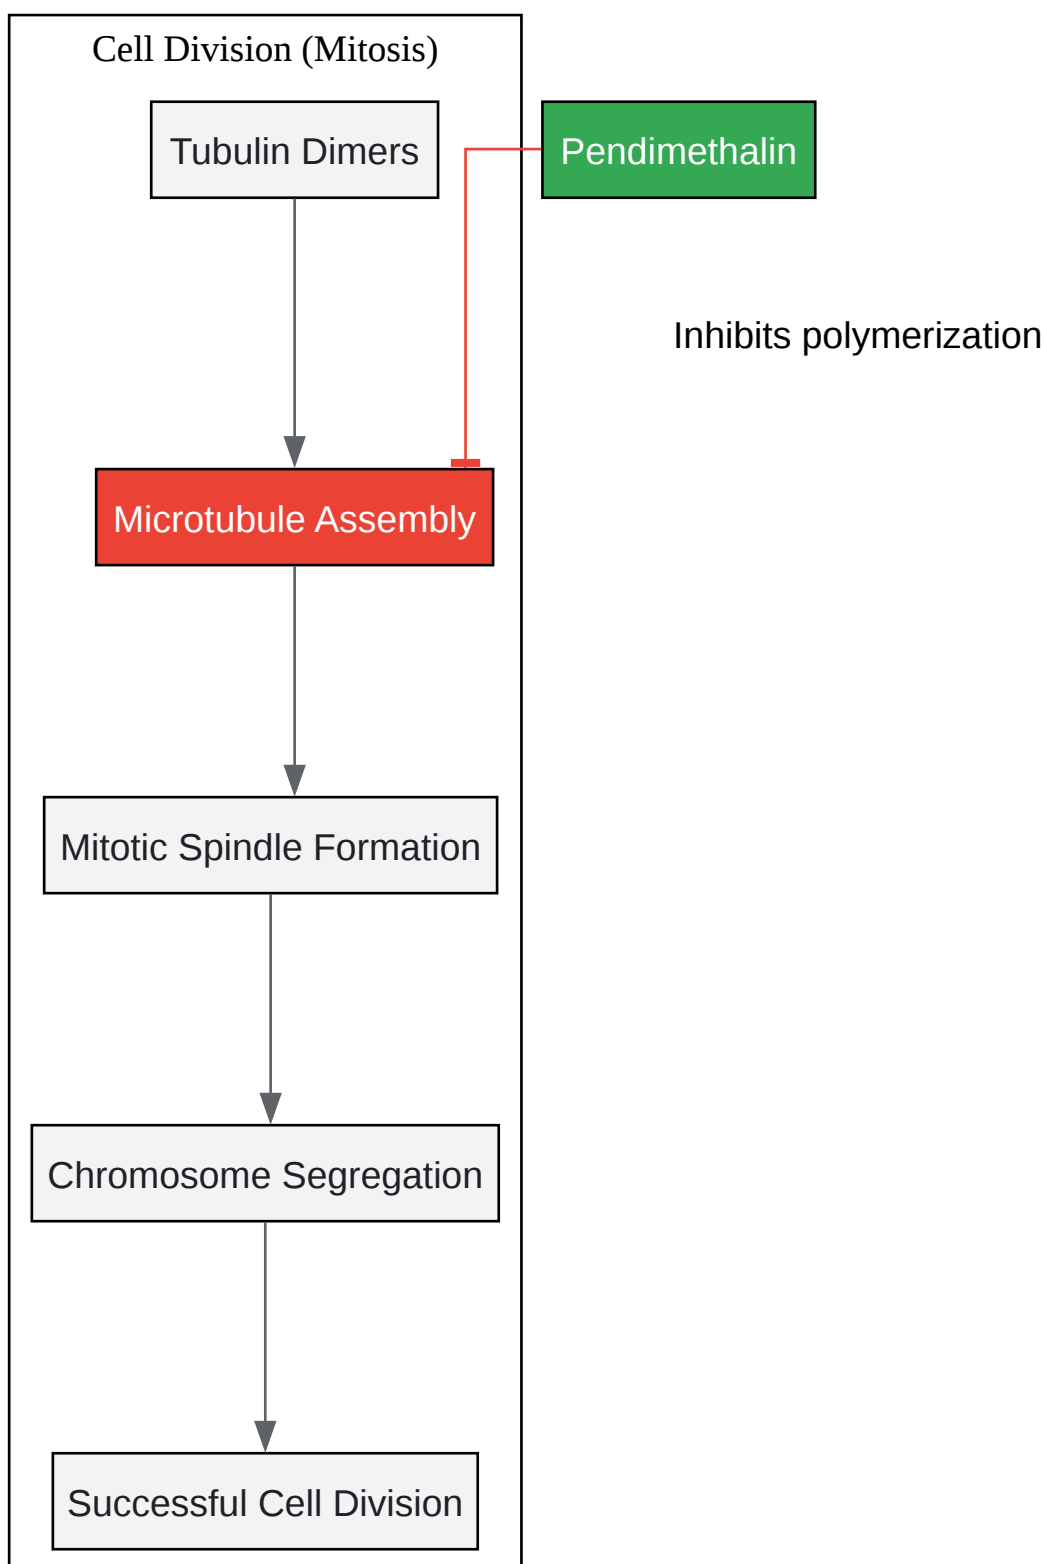 Cell Division (Mitosis)
Tubulin Dimers
Pendimethalin
Inhibits polymerization
Microtubule Assembly
Mitotic Spindle Formation
Chromosome Segregation
Successful Cell Division